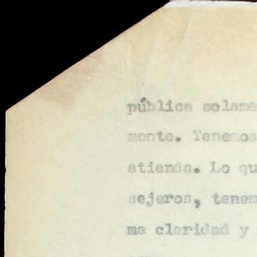 pública solame
mente. Tenemos
atienda. Lo qu
sejeros, tenem
ma claridad y